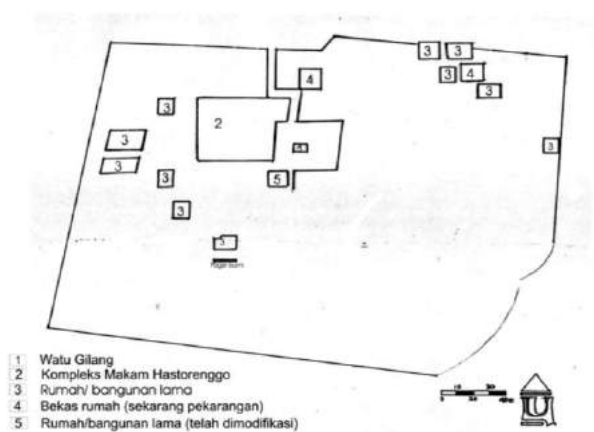 3 3
4 3 4
3
3
2
3
3
3
3 5
3
3
1 Watu Gilang
2 Kompleks Makam Hastorenggo
3 Rumah/ bangunan lama
4 Bekas rumah (sekarang pekarangan)
5 Rumah/bangunan lama (telah dimodifikasi)